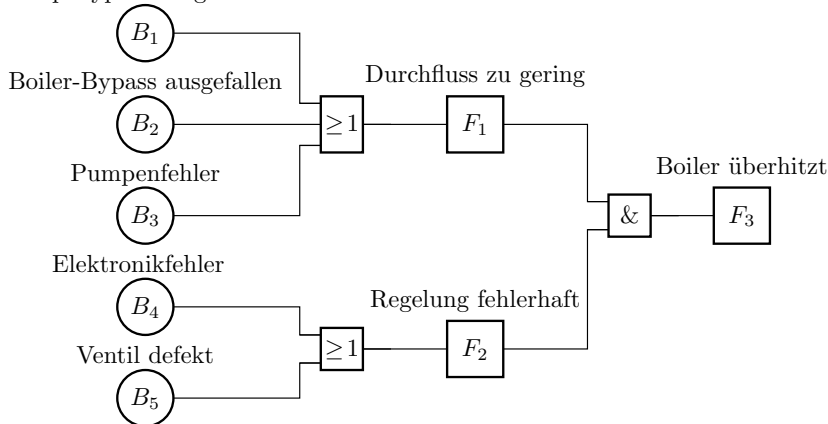 B1
Boiler-Bypass ausgefallen
Durchfluss zu gering
B2
≥1
F1
Pumpenfehler
Boiler überhitzt
B3
&
F3
Elektronikfehler
B4
Regelung fehlerhaft
≥1
F2
Ventil defekt
B5